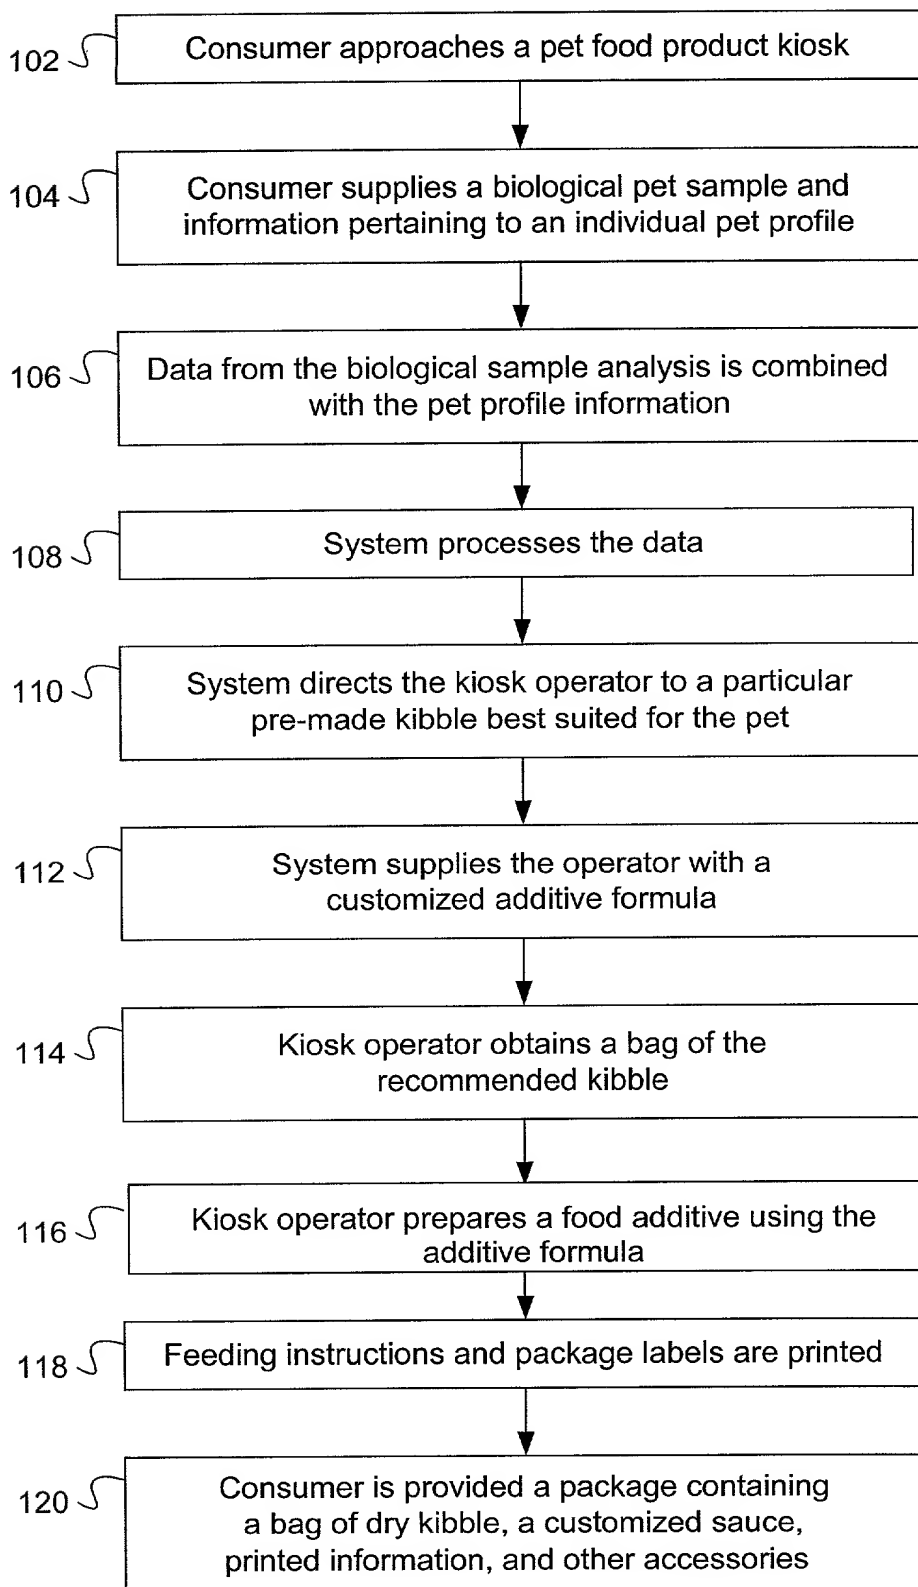 102
Consumer approaches a pet food product kiosk
104
Consumer supplies a biological pet sample and
information pertaining to an individual pet profile
106
Data from the biological sample analysis is combined
with the pet profile information
108
System processes the data
110
System directs the kiosk operator to a particular
pre-made kibble best suited for the pet
112
System supplies the operator with a
customized additive formula
114
Kiosk operator obtains a bag of the
recommended kibble
116
Kiosk operator prepares a food additive using the
additive formula
118
Feeding instructions and package labels are printed
120
Consumer is provided a package containing
a bag of dry kibble, a customized sauce,
printed information, and other accessories